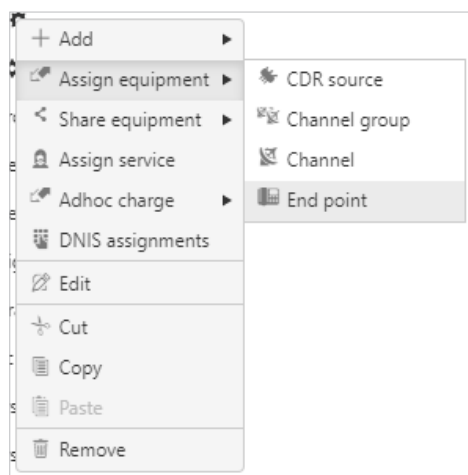 Add
Assign equipment
CDR source
Share equipment
Channel group
Assign service
Channel
Adhoc charge
End point
DNIS assignments
Edit
Cut
Copy
Paste
Remove